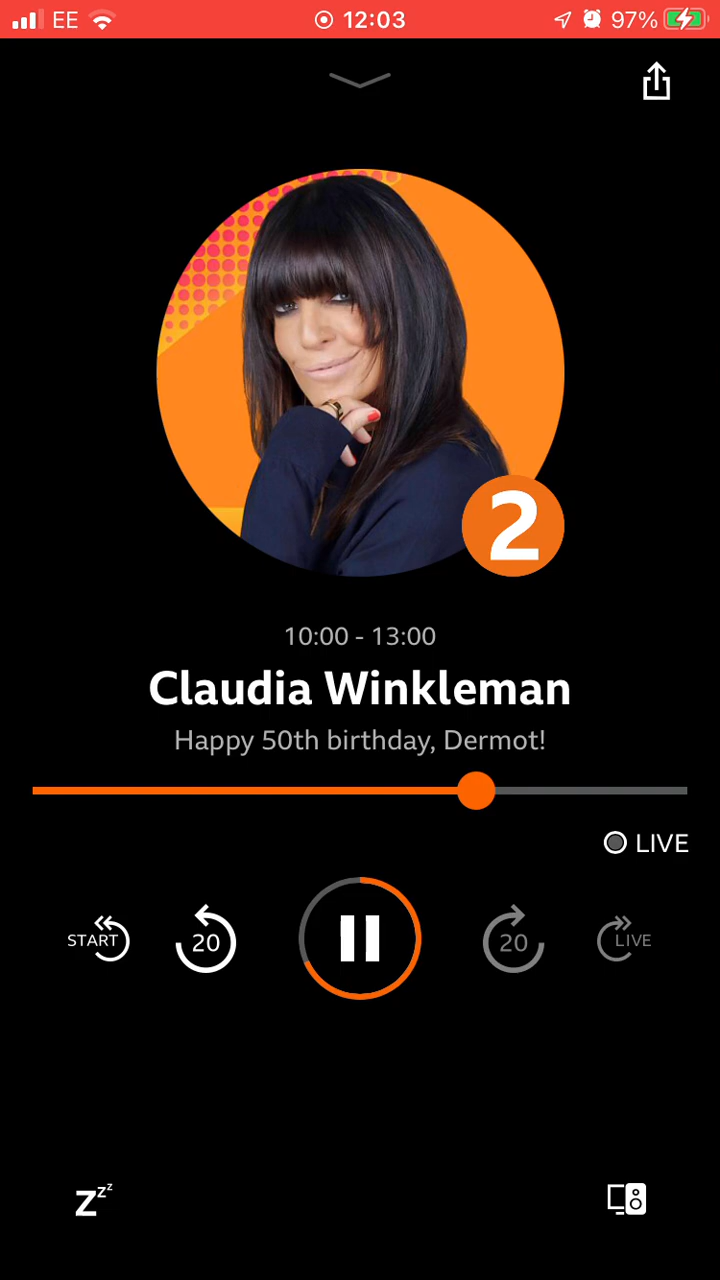 EE 12:03 97%
2
10:00 - 13:00
Claudia Winkleman
Happy 50th birthday, Dermot!
LIVE
START 20 20 LIVE
Zzz